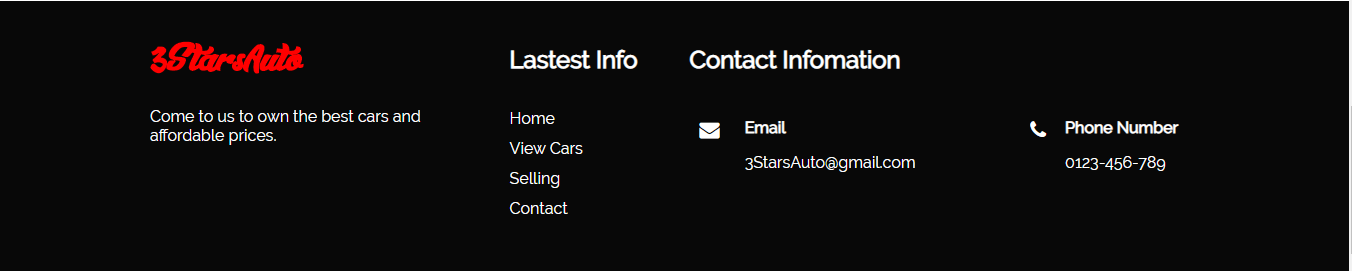 3StarsAuto
Come to us to own the best cars and
affordable prices.
Lastest Info
Home
View Cars
Selling
Contact
Contact Infomation
Email
3StarsAuto@gmail.com
Phone Number
0123-456-789